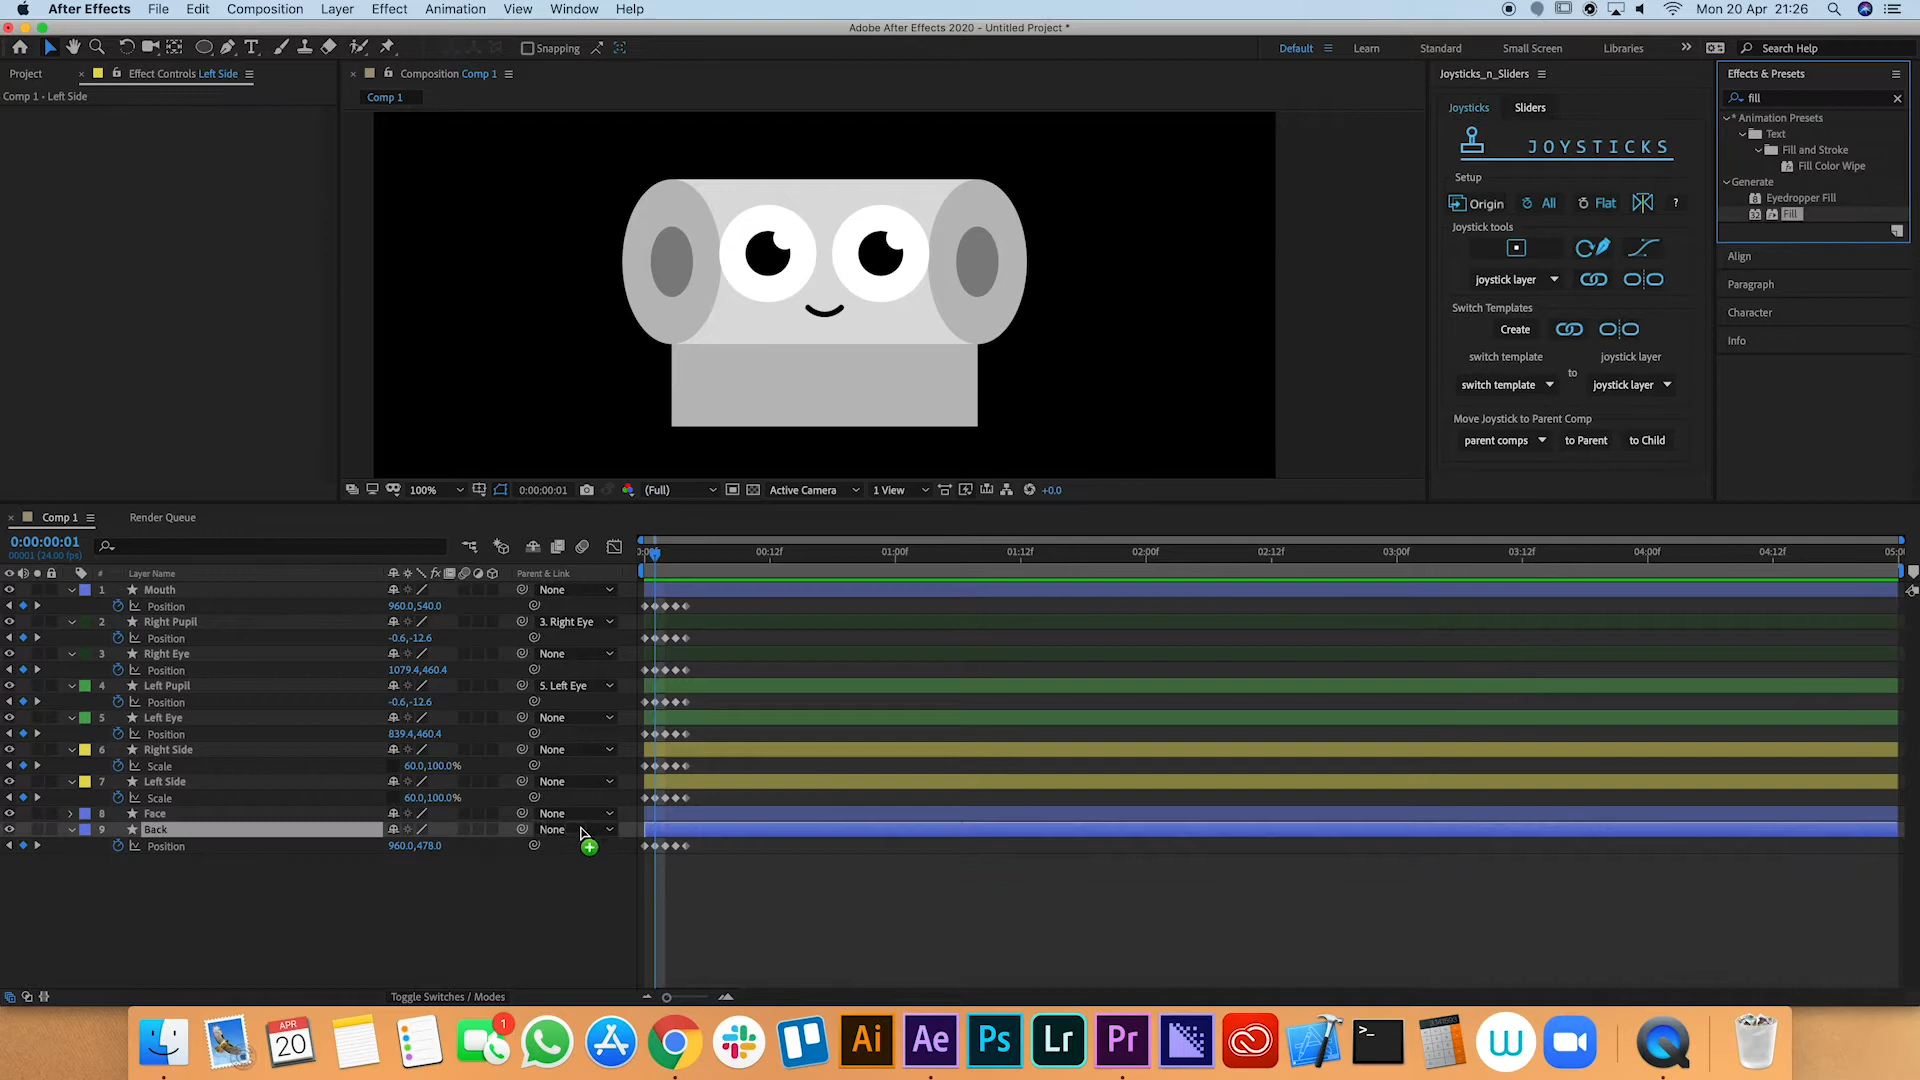 After Effects File Edit Composition Layer Effect Animation View Window Help Mon 20 Apr 21:26
Adobe After Effects 2020 - Untitled Project *
Snapping Default Learn Standard Small Screen Libraries Search Help
Project Effect Controls Left Side Composition Comp 1 Joysticks_n_Sliders Effects & Presets
Comp 1 - Left Side Comp 1 fill
Joysticks Sliders
JOYSTICKS
Setup
Origin All Flat ?
Joystick tools
joystick layer
Switch Templates
Create
switch template joystick layer
to
switch template joystick layer
Move Joystick to Parent Comp
parent comps to Parent to Child
* Animation Presets
Text
Fill and Stroke
Fill Color Wipe
Generate
Eyedropper Fill
Fill
Align
Paragraph
Character
Info
100% 0:00:00:01 (Full) Active Camera 1 View +0.0
Comp 1 Render Queue
0:00:00:01
00001 (24.00 fps)
00:12f 01:00f 01:12f 02:00f 02:12f 03:00f 03:12f 04:00f 04:12f 05:0
# Layer Name Parent & Link
1 Mouth None
Position 960.0,540.0
2 Right Pupil 3. Right Eye
Position -0.6,-12.6
3 Right Eye None
Position 1079.4,460.4
4 Left Pupil 5. Left Eye
Position -0.6,-12.6
5 Left Eye None
Position 839.4,460.4
6 Right Side None
Scale 60.0,100.0%
7 Left Side None
Scale 60.0,100.0%
8 Face None
9 Back None
Position 960.0,478.0
Toggle Switches / Modes
APR
20
1
Ai Ae Ps Lr Pr